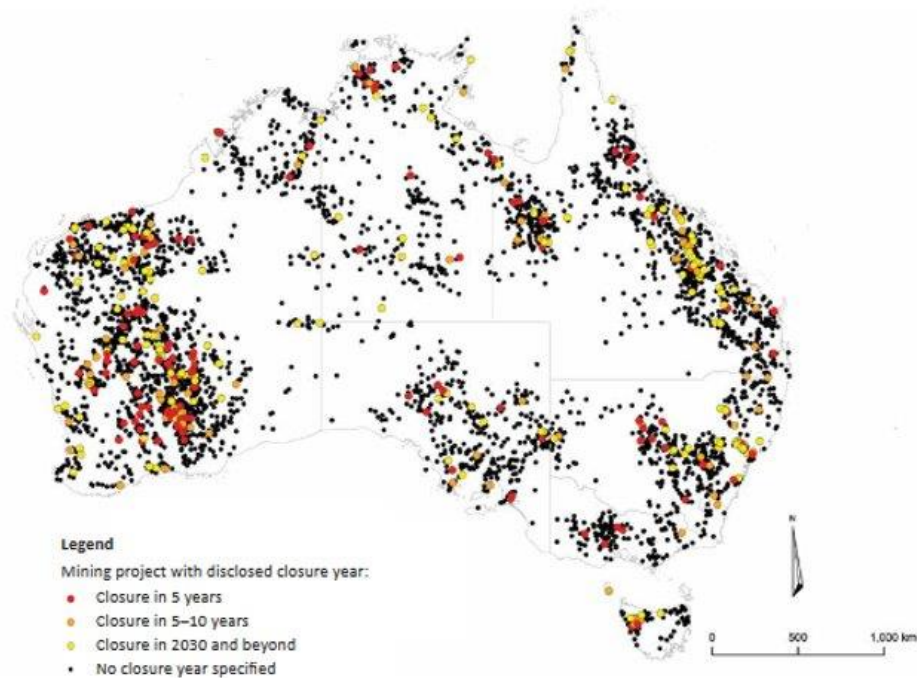 N
Legend
Mining project with disclosed closure year:
Closure in 5 years
Closure in 5–10 years
Closure in 2030 and beyond
No closure year specified
0 500 1,000 km